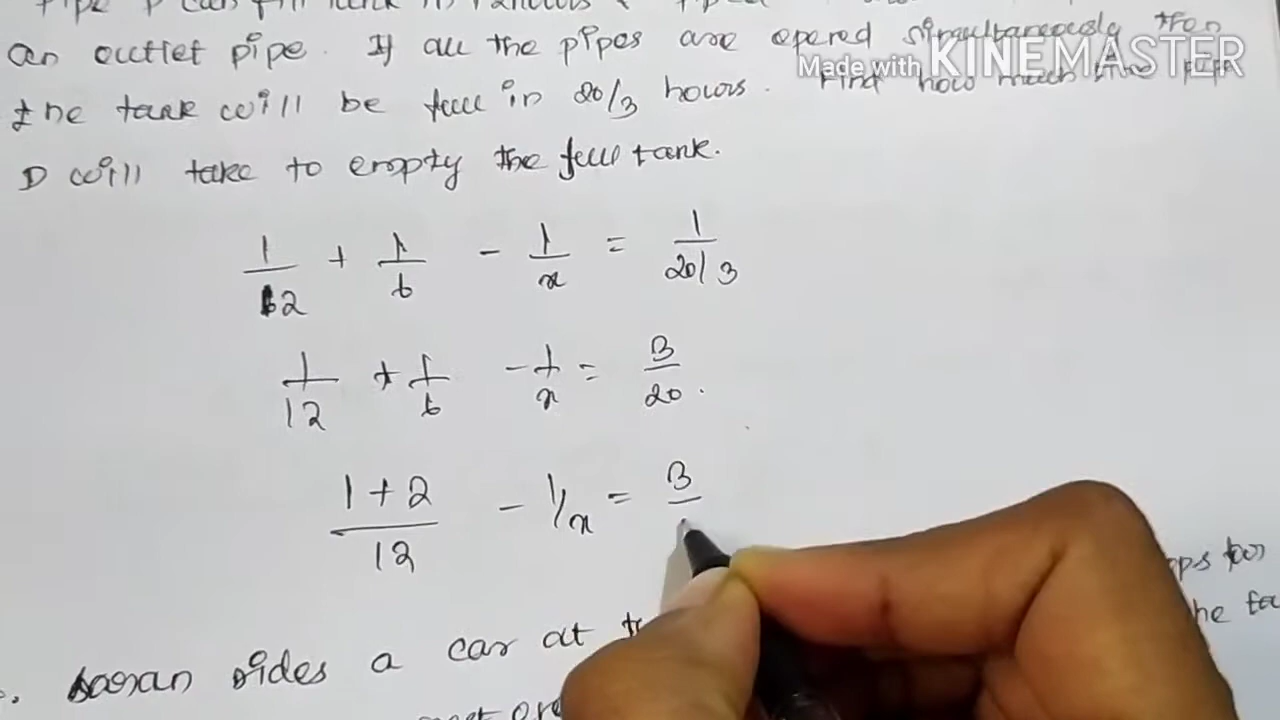 Pipe
an outlet pipe. If all the pipes are opened simultaneously then
Made with KINEMASTER
the tank will be full in 20/3 hours. Find how much time pipe
D will take to empty the full tank.
1/12 + 1/6 - 1/x = 1/20/3
1/12 + 1/6 - 1/x = 3/20.
1+2/12 - 1/x = 3/
rides a car at